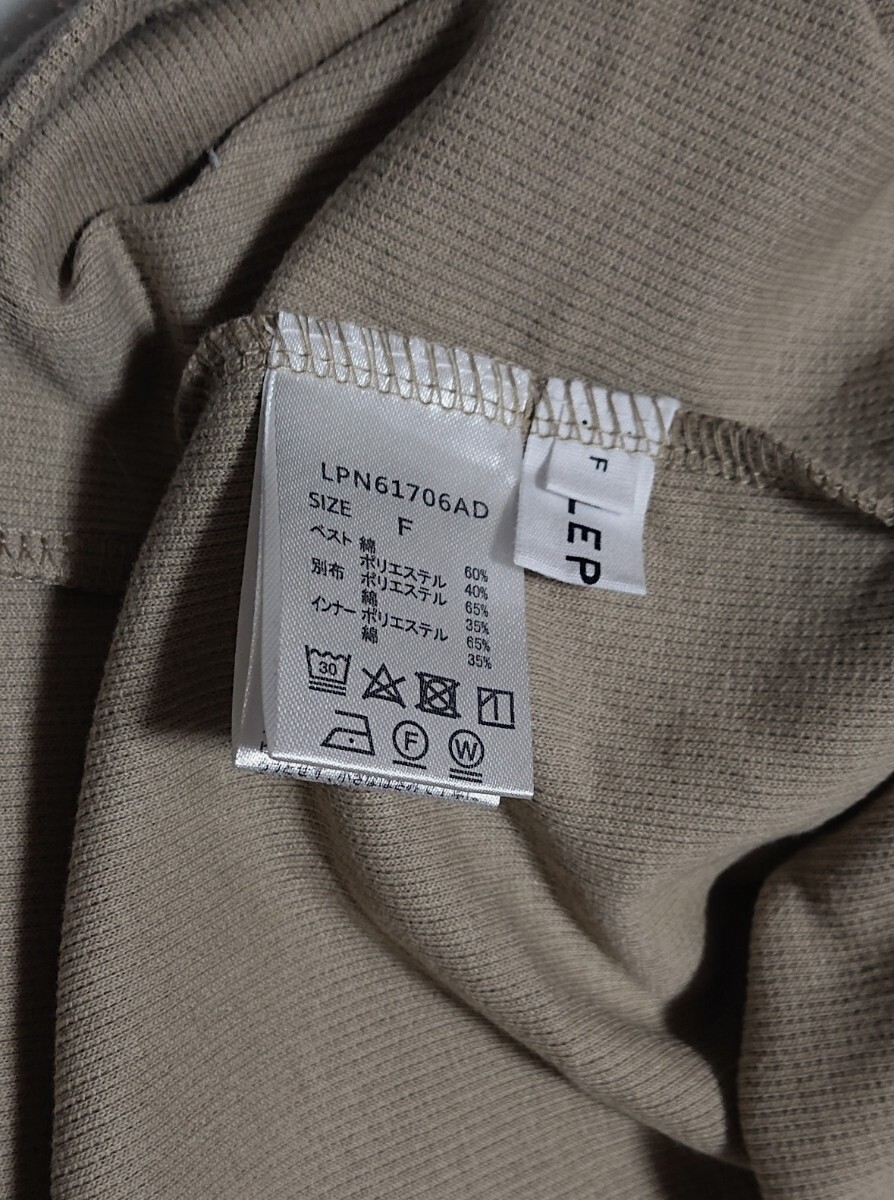 LPN61706AD
SIZE F
ベスト 綿 60%
ポリエステル 40%
別布 ポリエステル 65%
綿 35%
インナー ポリエステル 65%
綿 35%
30
F
W
F
LEP